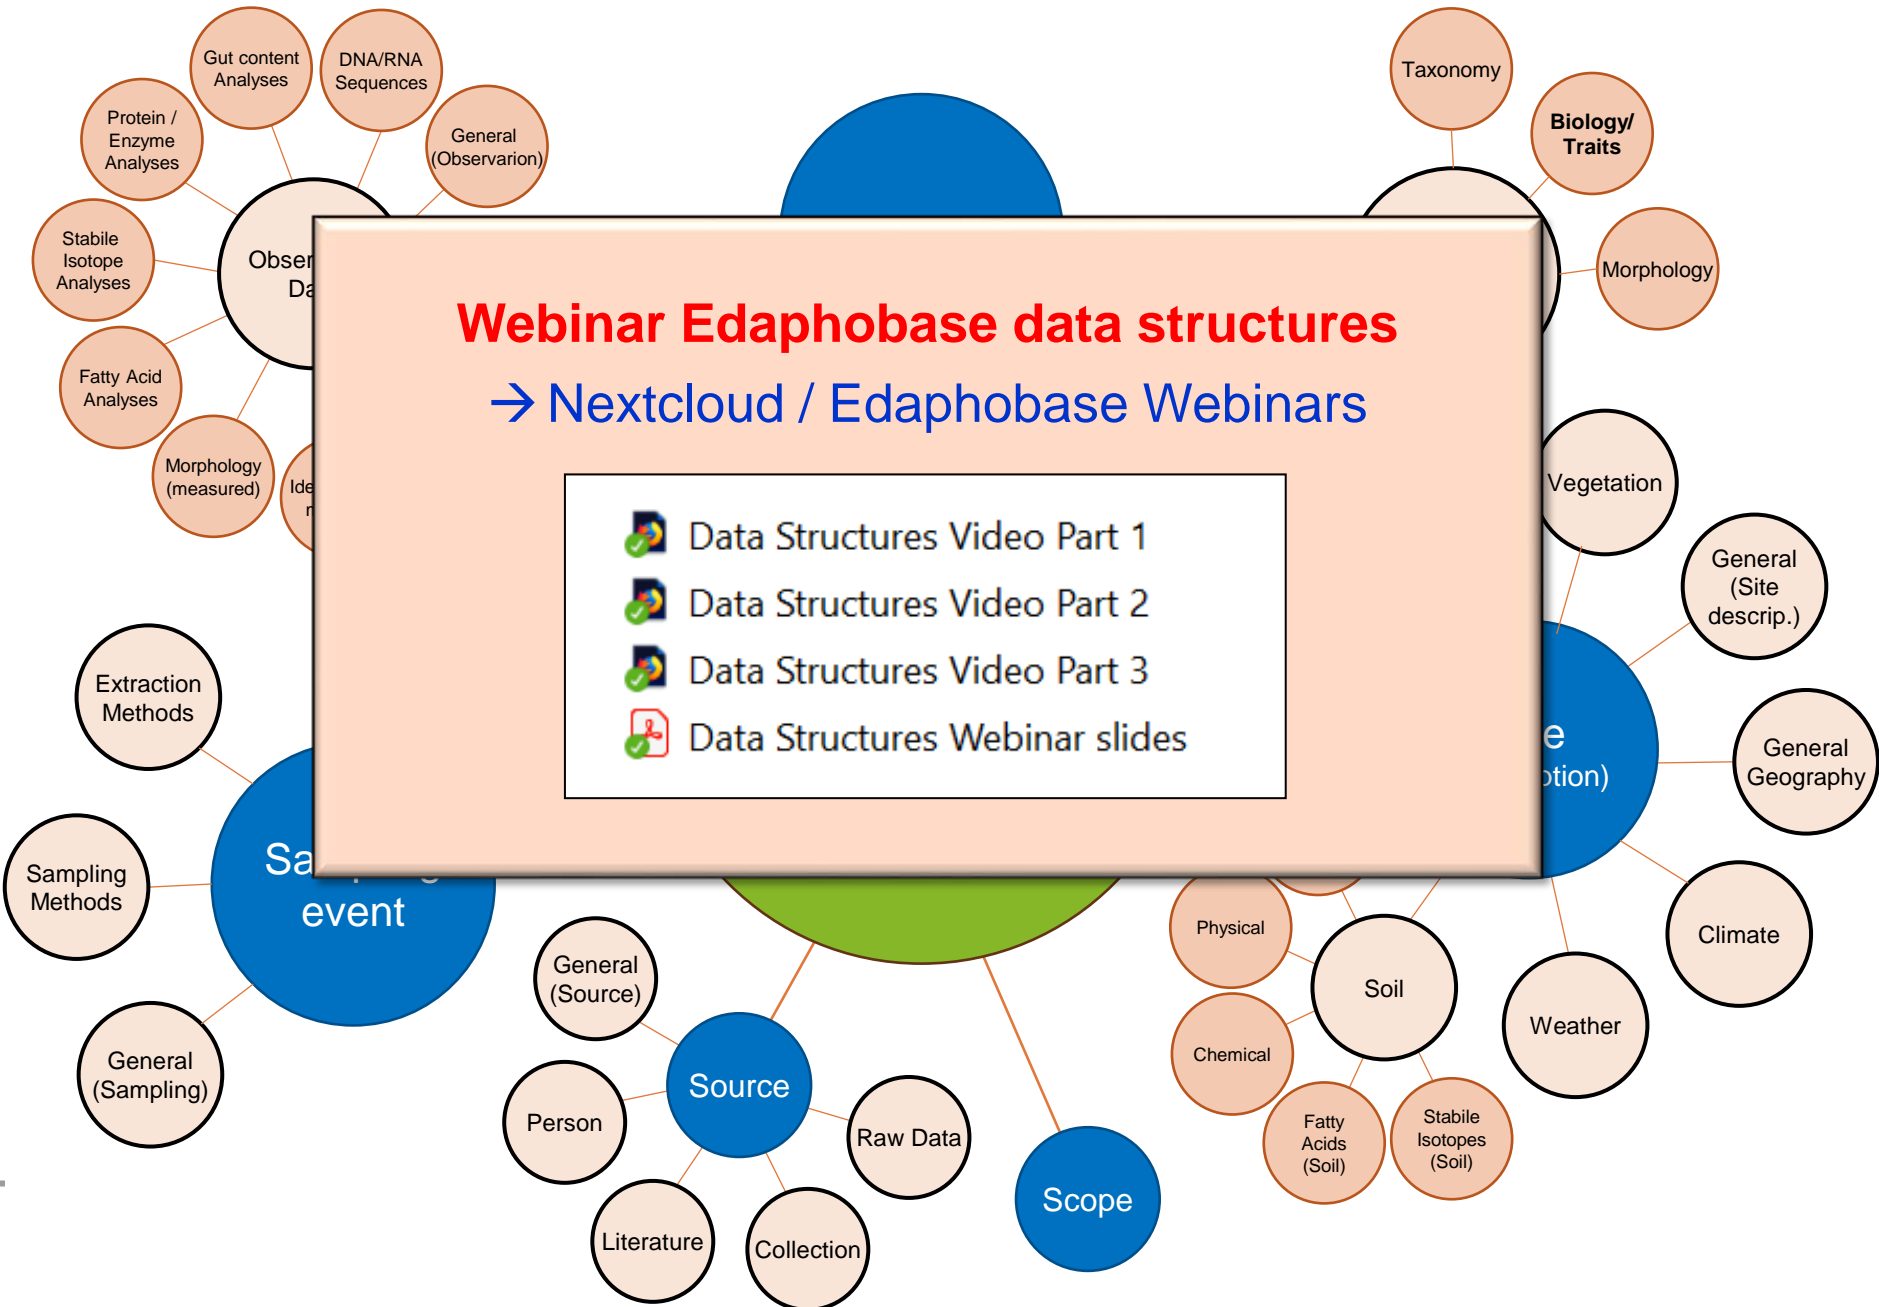 Gut content
Analyses
DNA/RNA
Sequences
General
(Observarion)
Protein /
Enzyme
Analyses
Stabile
Isotope
Analyses
Fatty Acid
Analyses
Morphology
(measured)
Taxonomy
Biology/
Traits
Morphology
Webinar Edaphobase data structures
→ Nextcloud / Edaphobase Webinars
Data Structures Video Part 1
Data Structures Video Part 2
Data Structures Video Part 3
Data Structures Webinar slides
Vegetation
General
(Site
descrip.)
General
Geography
Climate
Weather
Extraction
Methods
Sampling
Methods
General
(Sampling)
event
General
(Source)
Person
Source
Raw Data
Literature
Collection
Scope
Physical
Chemical
Soil
Fatty
Acids
(Soil)
Stabile
Isotopes
(Soil)